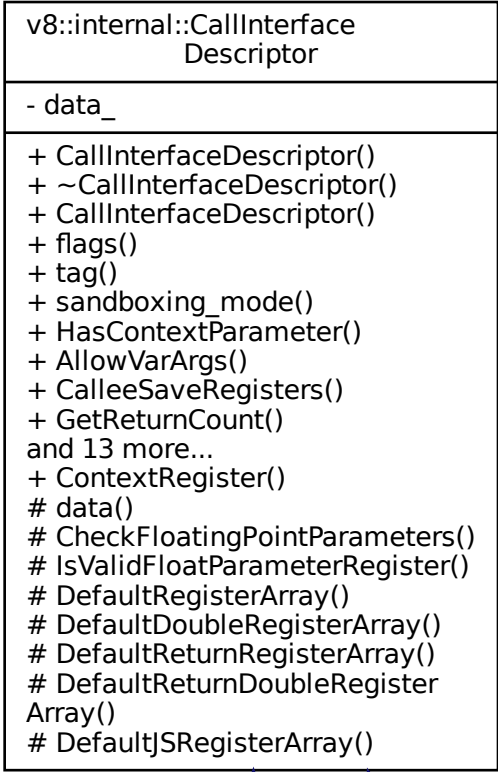 v8::internal::CallInterface
Descriptor
- data_
+ CallInterfaceDescriptor()
+ ~CallInterfaceDescriptor()
+ CallInterfaceDescriptor()
+ flags()
+ tag()
+ sandboxing_mode()
+ HasContextParameter()
+ AllowVarArgs()
+ CalleeSaveRegisters()
+ GetReturnCount()
and 13 more...
+ ContextRegister()
# data()
# CheckFloatingPointParameters()
# IsValidFloatParameterRegister()
# DefaultRegisterArray()
# DefaultDoubleRegisterArray()
# DefaultReturnRegisterArray()
# DefaultReturnDoubleRegister
Array()
# DefaultJSRegisterArray()